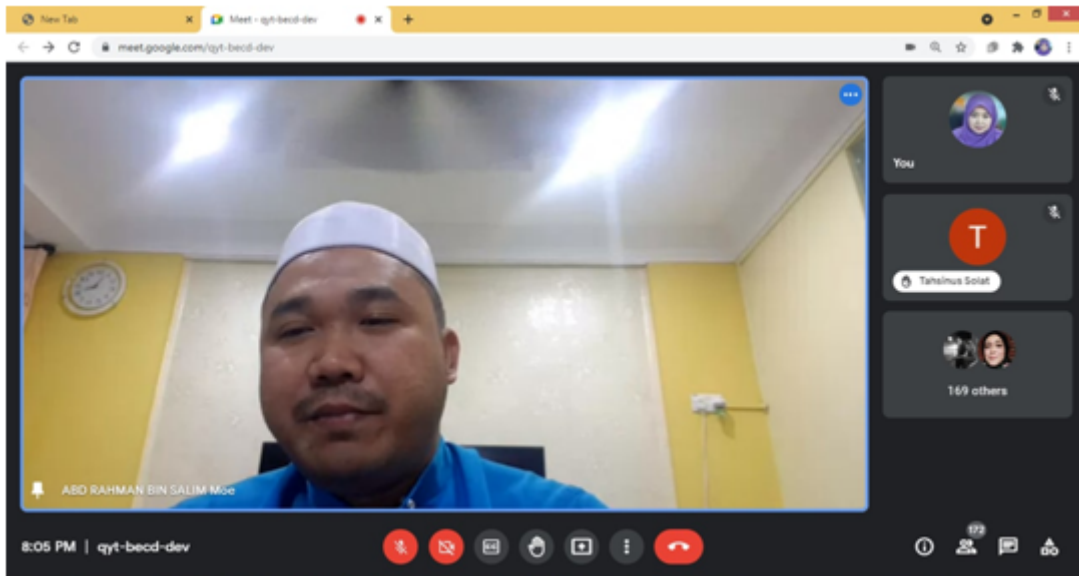 New Tab
Meet - qyt-becd-dev
meet.google.com/qyt-becd-dev
You
T
Tahsinus Solat
169 others
ABD RAHMAN BIN SALIM Moe
8:05 PM | qyt-becd-dev
172